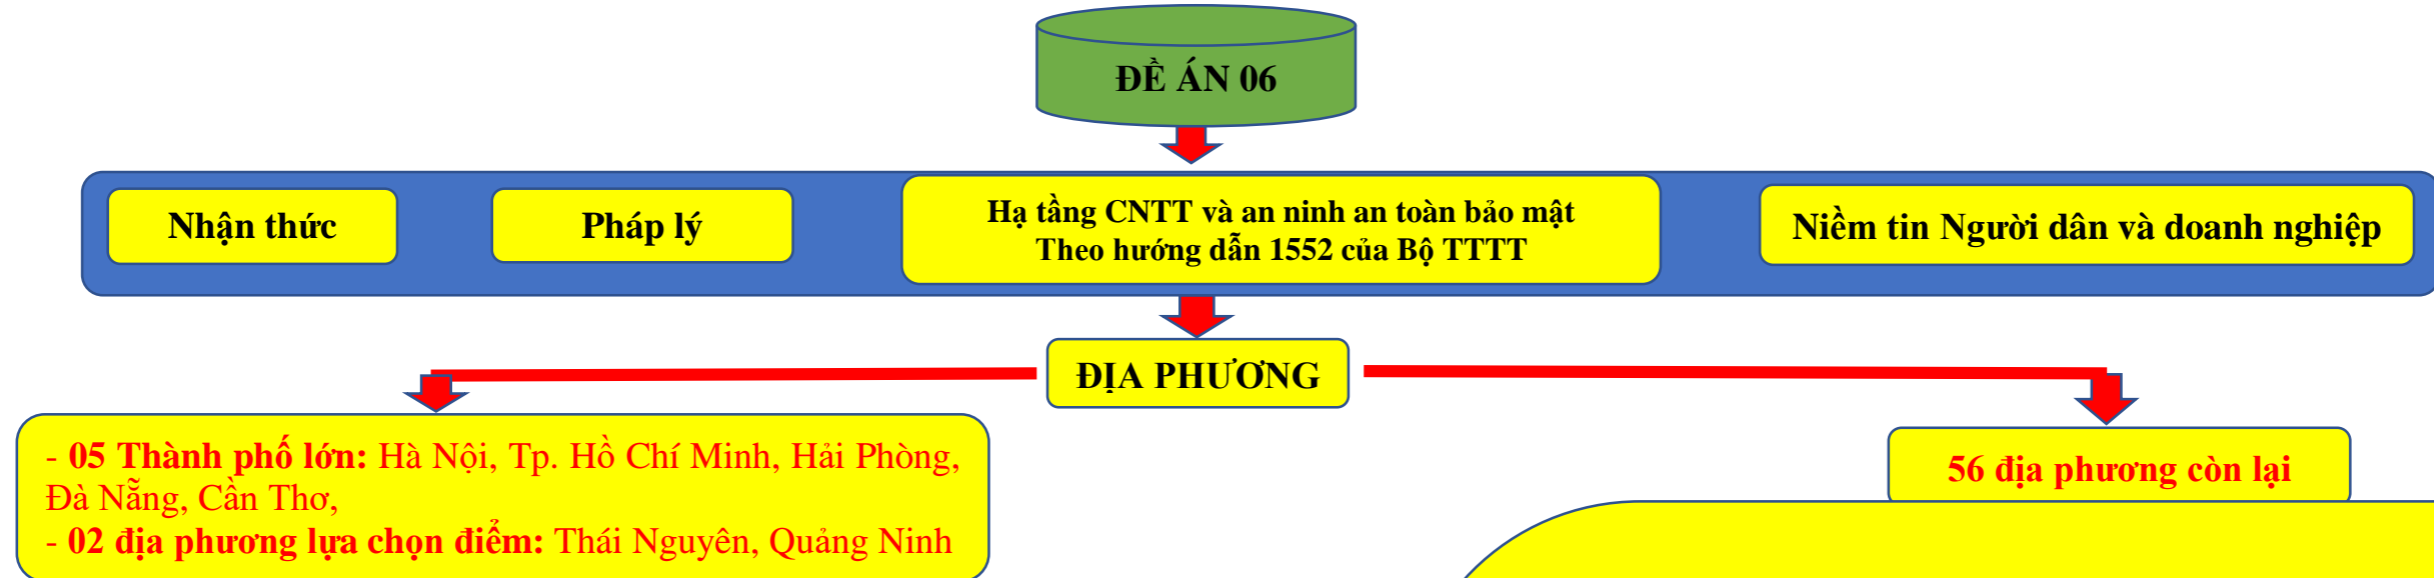 ĐỀ ÁN 06
Nhận thức
Pháp lý
Hạ tầng CNTT và an ninh an toàn bảo mật
Theo hướng dẫn 1552 của Bộ TTTT
Niềm tin Người dân và doanh nghiệp
ĐỊA PHƯƠNG
- 05 Thành phố lớn: Hà Nội, Tp. Hồ Chí Minh, Hải Phòng,
Đà Nẵng, Cần Thơ,
- 02 địa phương lựa chọn điểm: Thái Nguyên, Quảng Ninh
56 địa phương còn lại